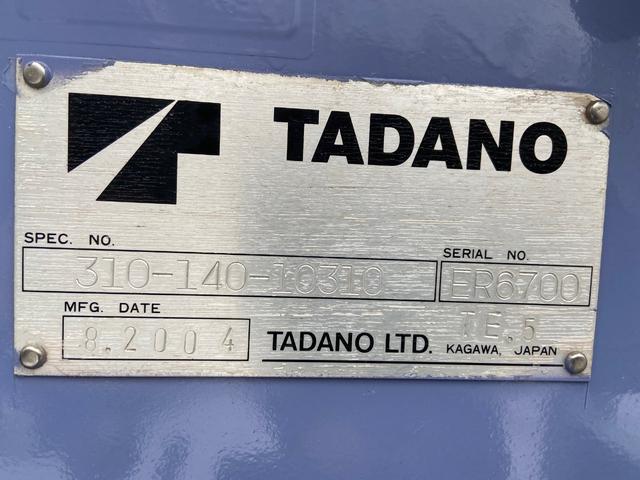 TADANO
SPEC. NO.
310-140-10310
SERIAL NO.
ER6700
MFG. DATE
8.2004
TADANO LTD.
TE.5
KAGAWA, JAPAN